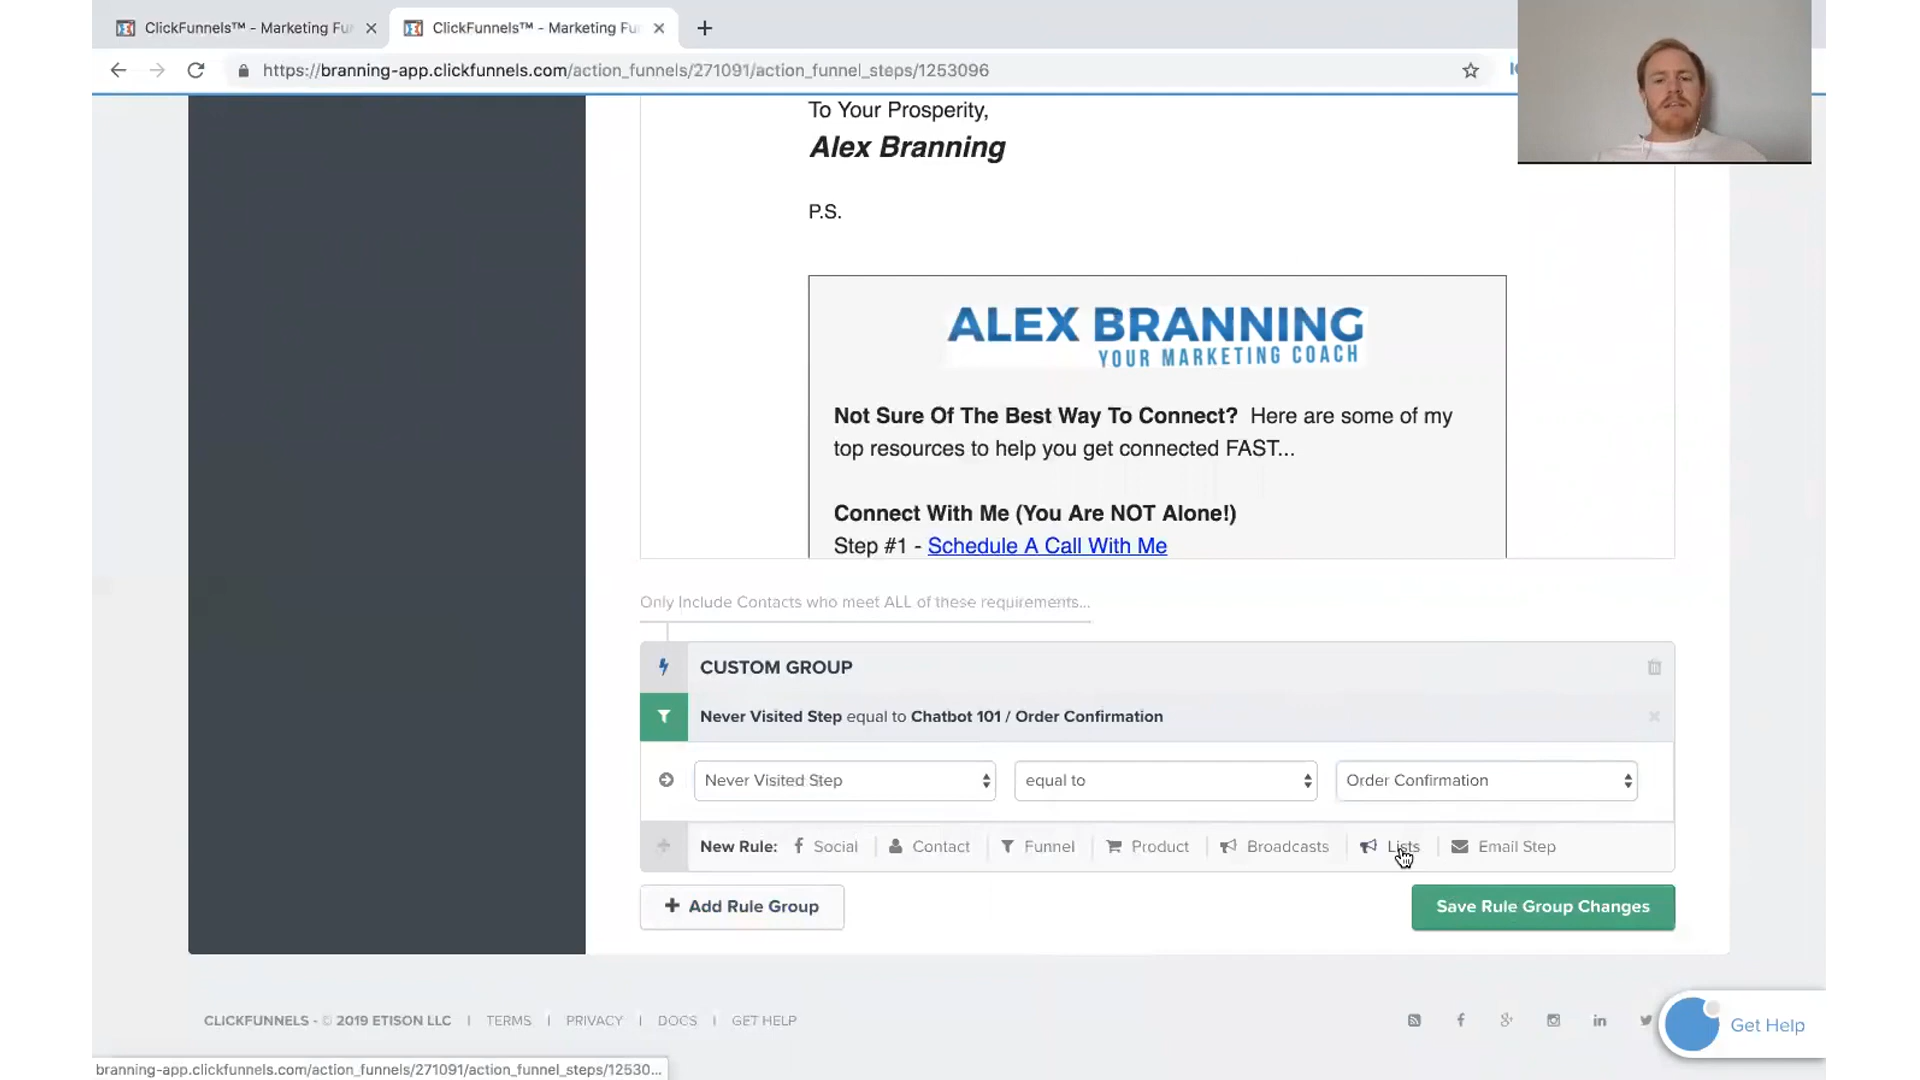 ClickFunnels™ - Marketing Fu
ClickFunnels™ - Marketing Fu
https://branning-app.clickfunnels.com/action_funnels/271091/action_funnel_steps/1253096
To Your Prosperity,
Alex Branning
P.S.
ALEX BRANNING
YOUR MARKETING COACH
Not Sure Of The Best Way To Connect? Here are some of my
top resources to help you get connected FAST...
Connect With Me (You Are NOT Alone!)
Step #1 - Schedule A Call With Me
Only Include Contacts who meet ALL of these requirements...
CUSTOM GROUP
Never Visited Step equal to Chatbot 101 / Order Confirmation
Never Visited Step equal to Order Confirmation
New Rule: Social | Contact | Funnel | Product | Broadcasts | Lists | Email Step
+ Add Rule Group
Save Rule Group Changes
CLICKFUNNELS - © 2019 ETISON LLC | TERMS | PRIVACY | DOCS | GET HELP
Get Help
branning-app.clickfunnels.com/action_funnels/271091/action_funnel_steps/12530...